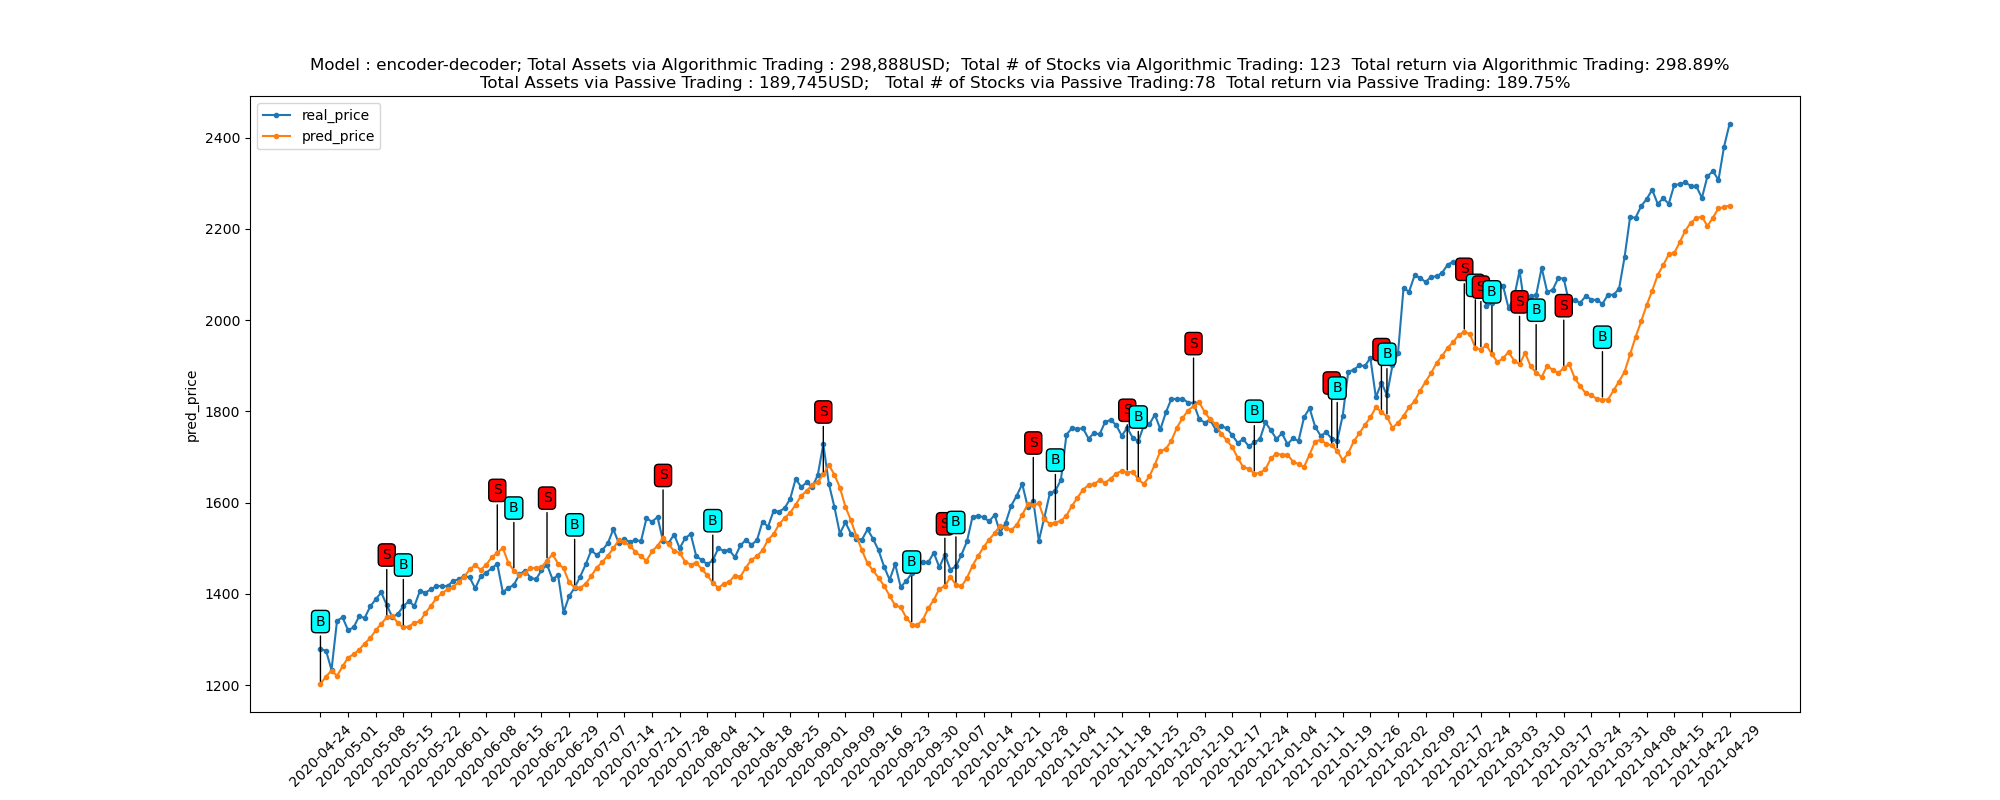 Model : encoder-decoder; Total Assets via Algorithmic Trading : 298,888USD;  Total # of Stocks via Algorithmic Trading: 123  Total return via Algorithmic Trading: 298.89%
Total Assets via Passive Trading : 189,745USD;   Total # of Stocks via Passive Trading:78  Total return via Passive Trading: 189.75%
real_price
pred_price
2400
2200
2000
1800
1600
1400
1200
pred_price
B
S
B
S
B
S
B
S
B
S
B
S
B
S
B
S
B
S
B
S
B
S
B
S
S
B
S
B
S
B
2020-04-24
2020-05-01
2020-05-08
2020-05-15
2020-05-22
2020-06-01
2020-06-08
2020-06-15
2020-06-22
2020-06-29
2020-07-07
2020-07-14
2020-07-21
2020-07-28
2020-08-04
2020-08-11
2020-08-18
2020-08-25
2020-09-01
2020-09-09
2020-09-16
2020-09-23
2020-09-30
2020-10-07
2020-10-14
2020-10-21
2020-10-28
2020-11-04
2020-11-11
2020-11-18
2020-11-25
2020-12-03
2020-12-10
2020-12-17
2020-12-24
2021-01-04
2021-01-11
2021-01-19
2021-01-26
2021-02-02
2021-02-09
2021-02-17
2021-02-24
2021-03-03
2021-03-10
2021-03-17
2021-03-24
2021-03-31
2021-04-08
2021-04-15
2021-04-22
2021-04-29